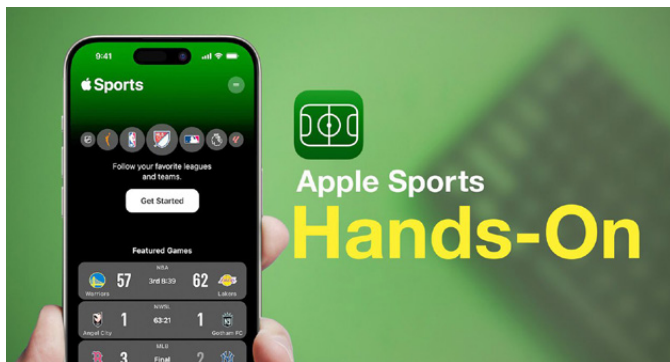 9:41
Sports
Follow your favorite leagues
and teams.
Get Started
Featured Games
NBA
57 3rd 8:39 62
Warriors Lakers
NWSL
1 63:21 1
Angel City Gotham FC
MLB
3 Final 2
Apple Sports
Hands-On